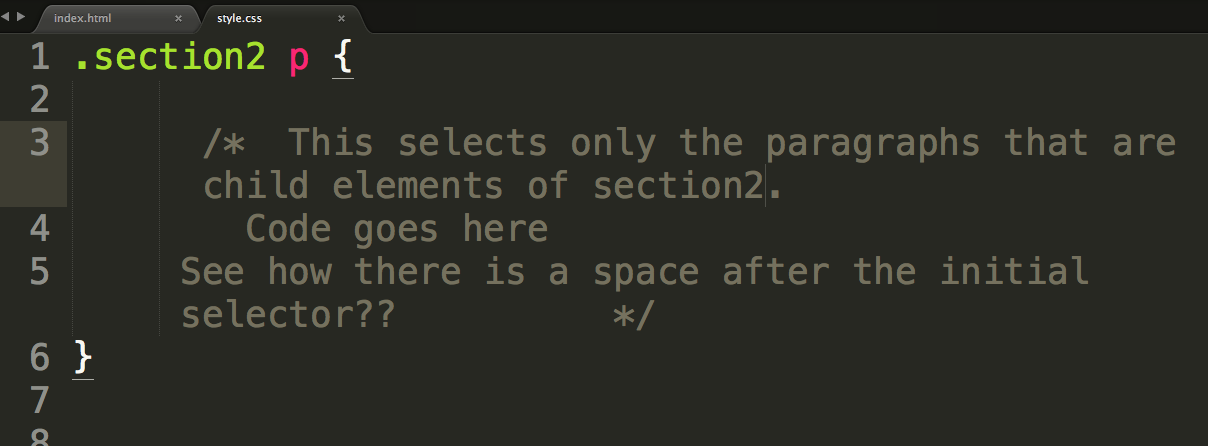 index.html × style.css ×
1 .section2 p {
2
3 /* This selects only the paragraphs that are
child elements of section2.
4 Code goes here
5 See how there is a space after the initial
selector?? */
6 }
7
8